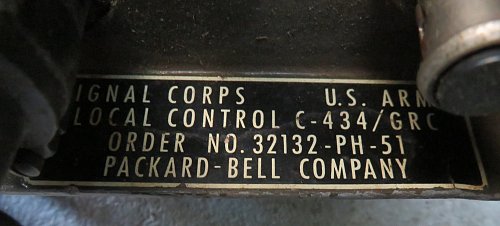 IGNAL CORPS U.S. ARM
LOCAL CONTROL C-434/GRC
ORDER NO. 32132-PH-51
PACKARD-BELL COMPANY